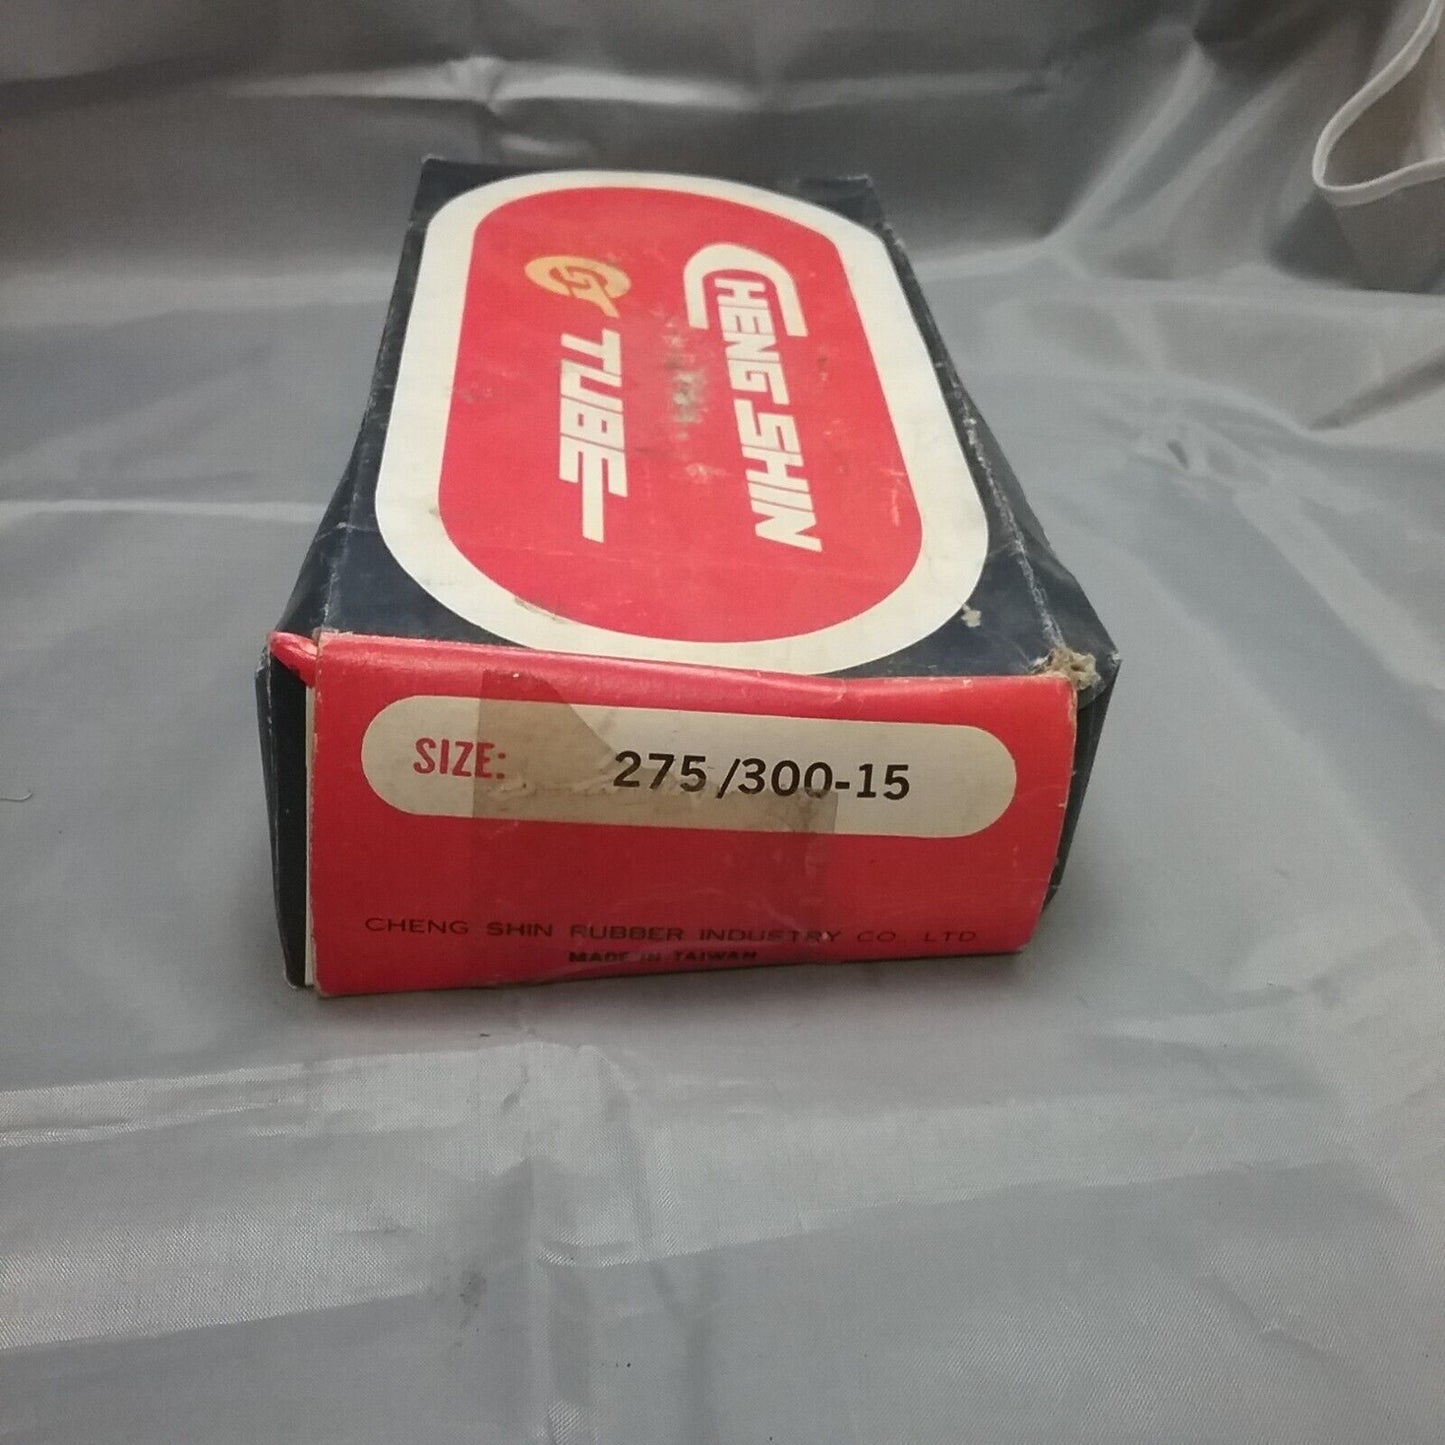 CHENG SHIN
TUBE
SIZE: 275/300-15
CHENG SHIN RUBBER INDUSTRY CO. LTD
MADE IN TAIWAN